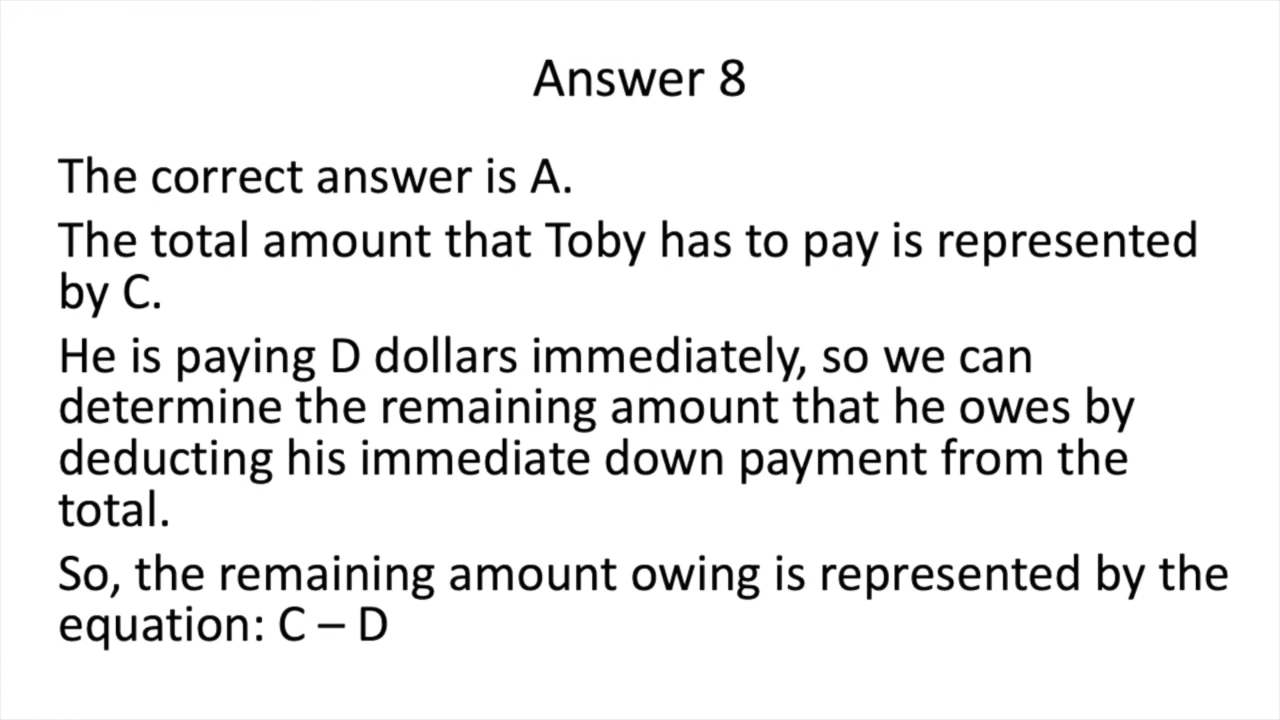 Answer 8
The correct answer is A.
The total amount that Toby has to pay is represented
by C.
He is paying D dollars immediately, so we can
determine the remaining amount that he owes by
deducting his immediate down payment from the
total.
So, the remaining amount owing is represented by the
equation: C – D